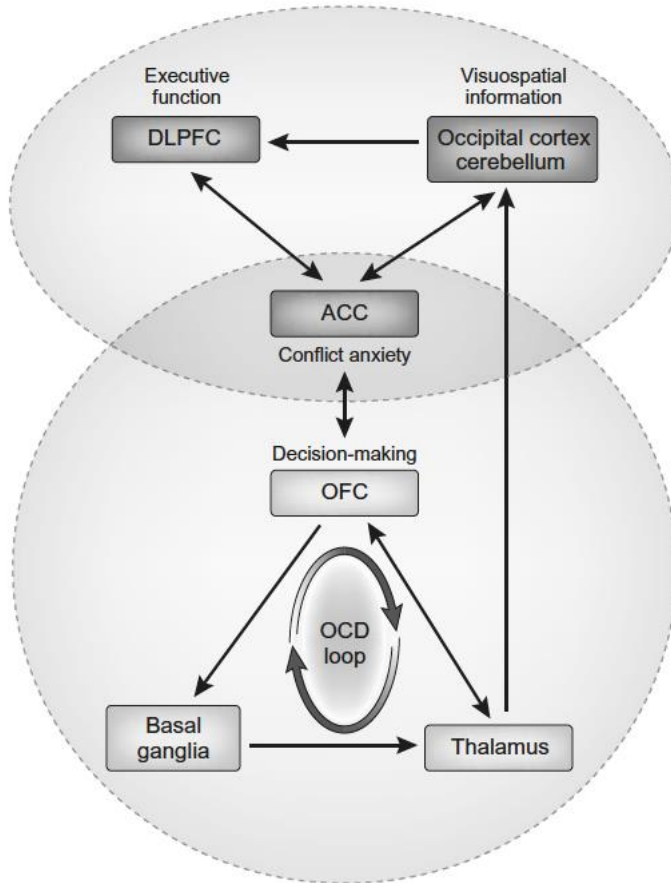 Executive
function
DLPFC
Visuospatial
information
Occipital cortex
cerebellum
ACC
Conflict anxiety
Decision-making
OFC
OCD
loop
Basal
ganglia
Thalamus